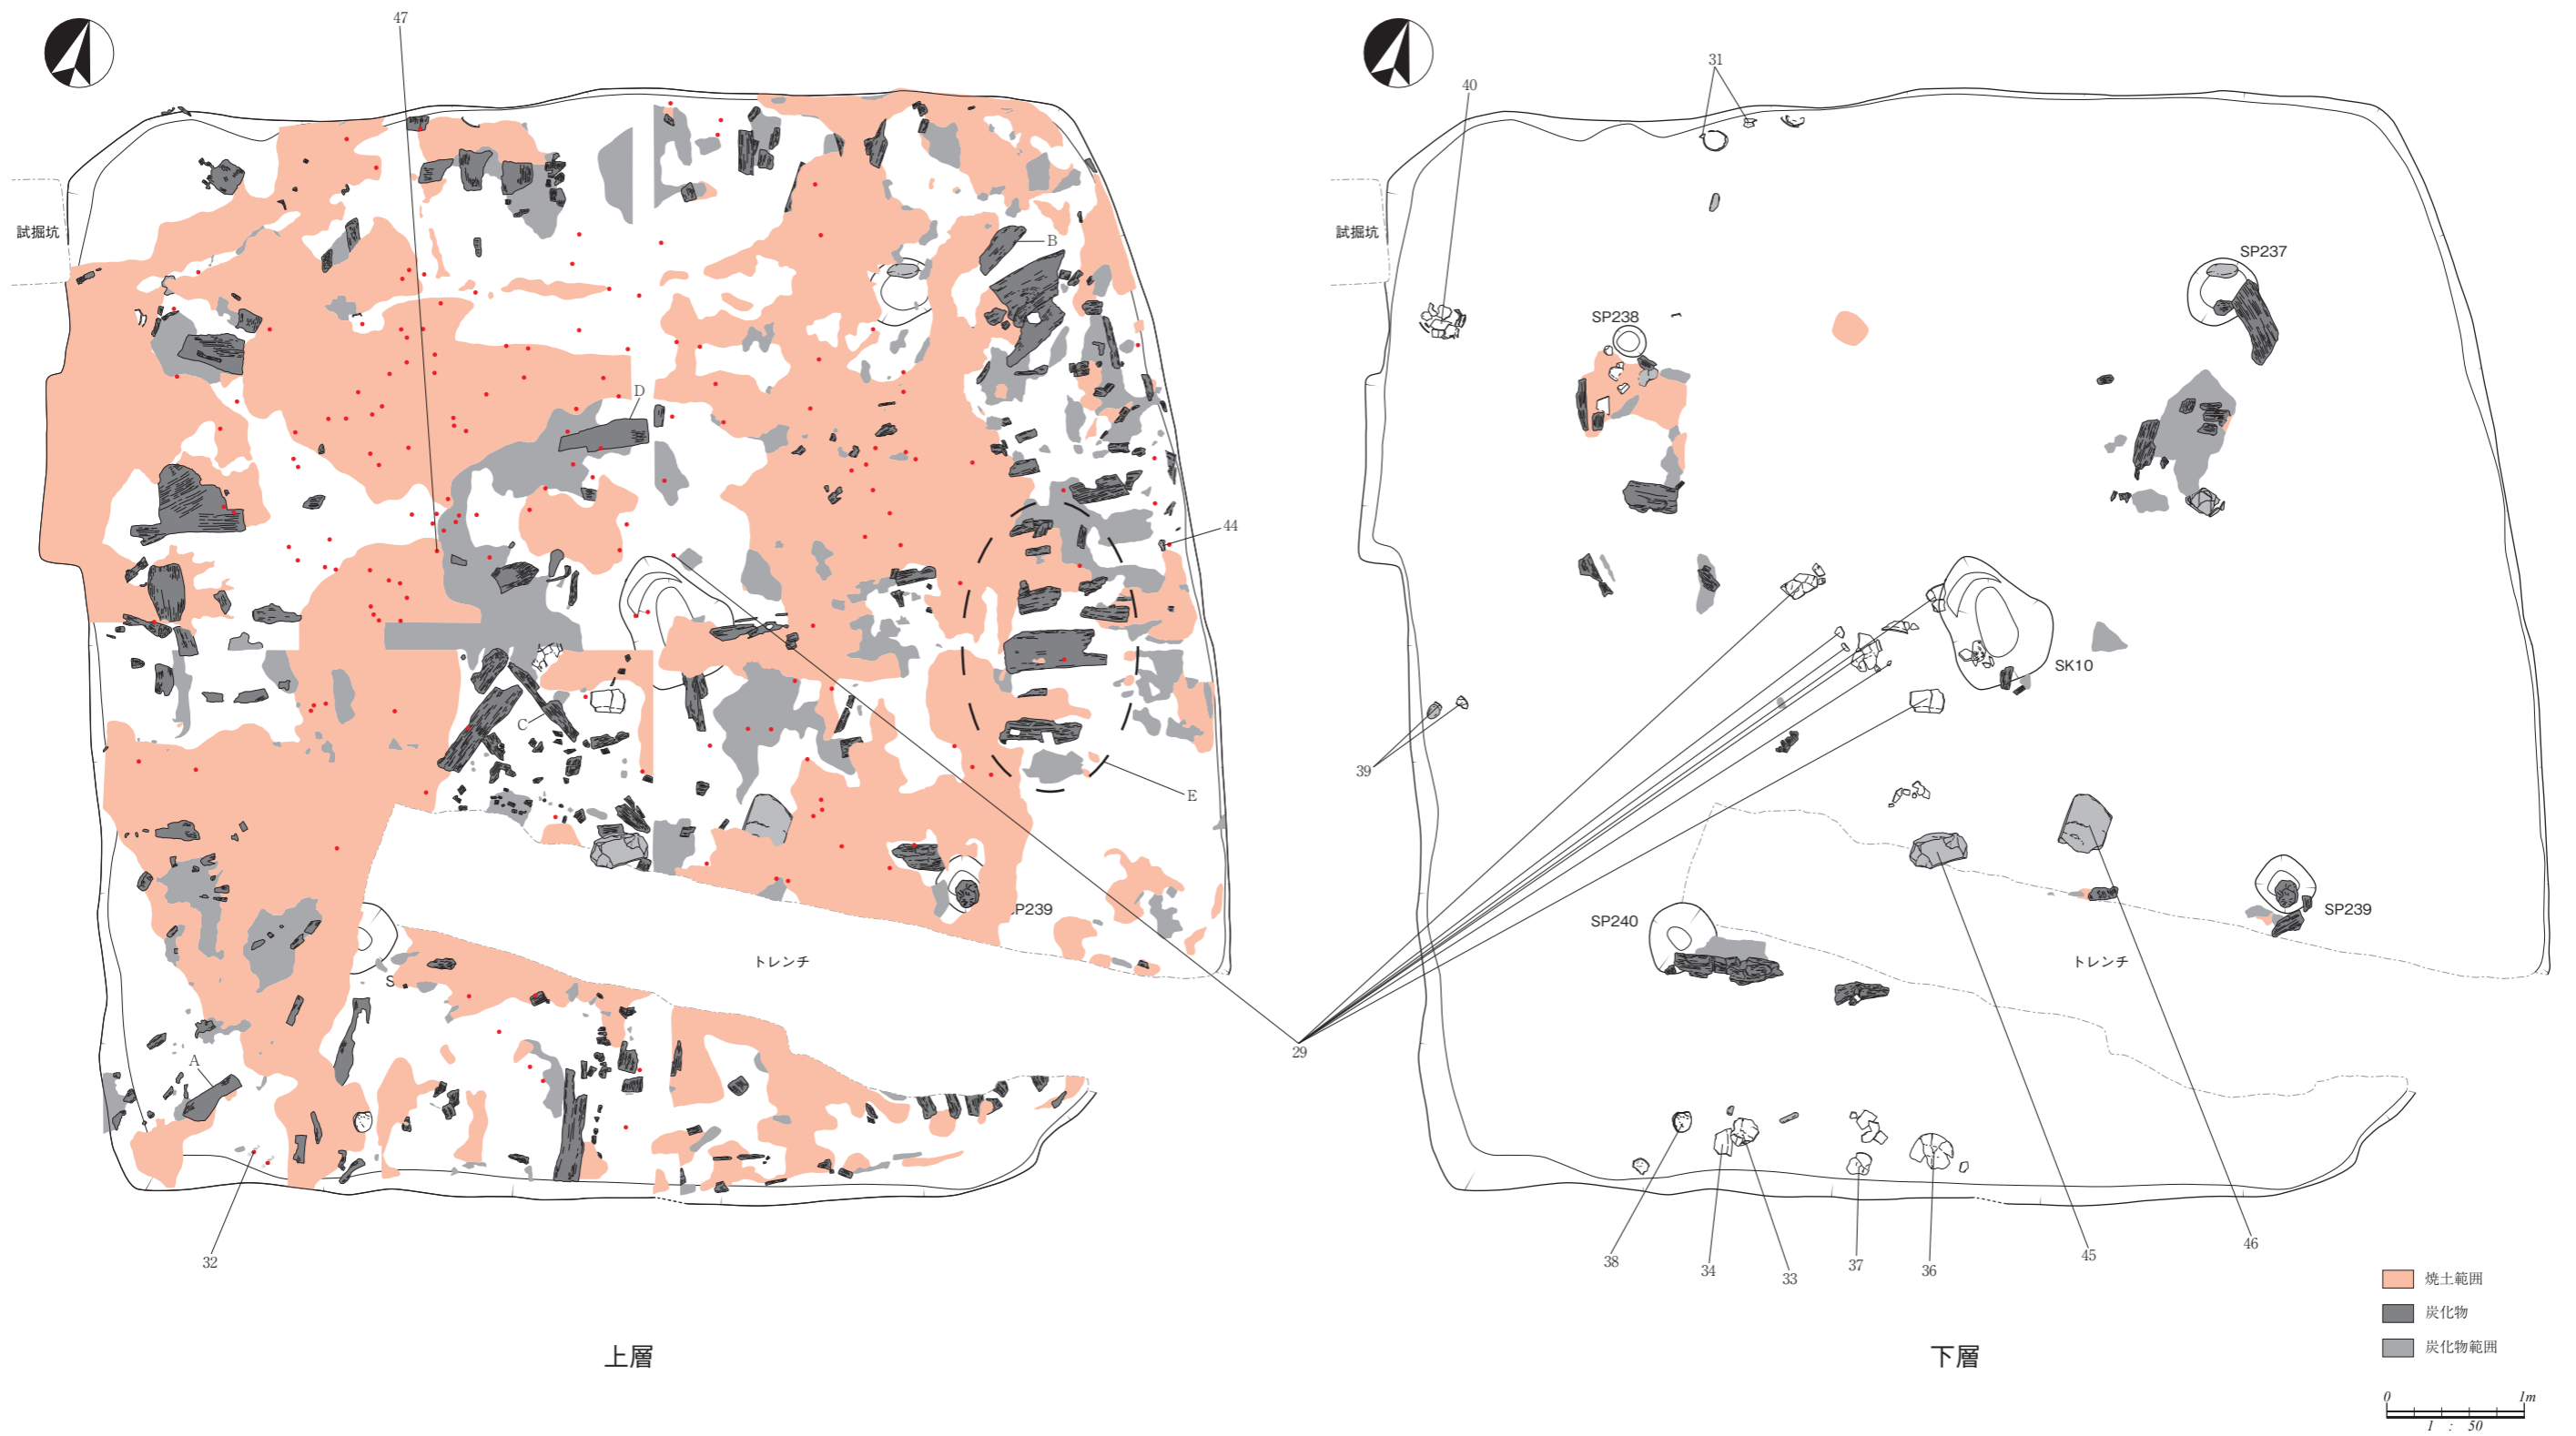 47
試掘坑
B
D
44
C
E
SP239
トレンチ
S
A
32
上層
29
31
40
試掘坑
SP237
SP238
SK10
39
SP240
SP239
トレンチ
38
34
33
37
36
45
46
下層
焼土範囲
炭化物
炭化物範囲
0 1m
1 : 50